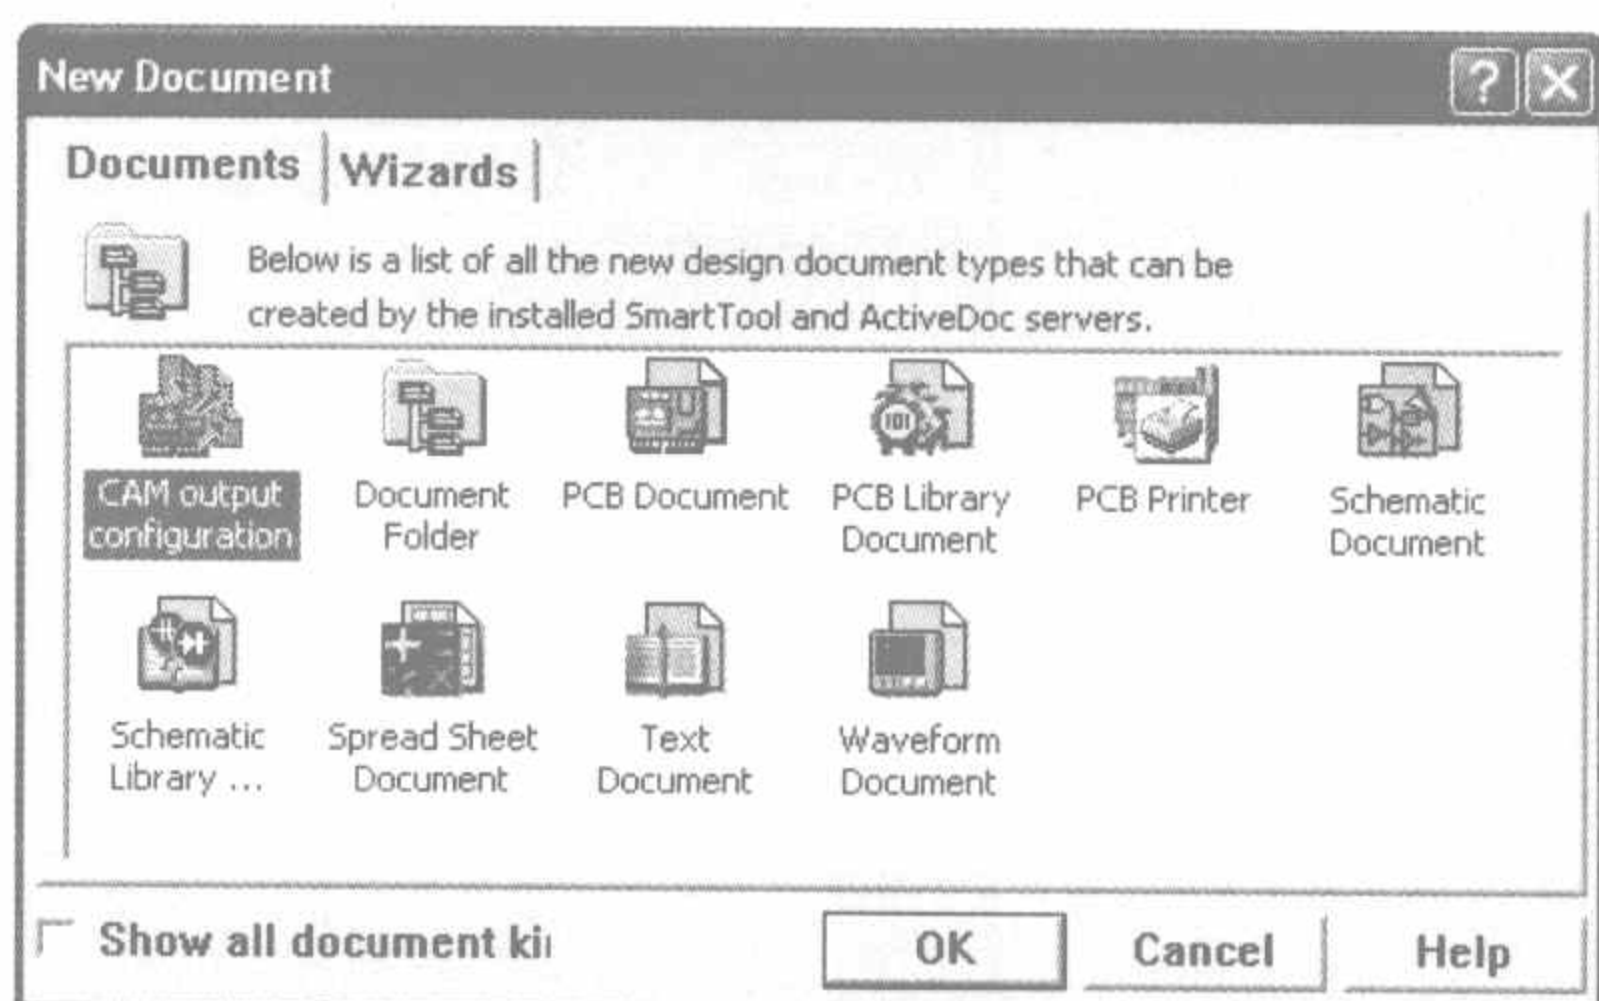 New Document
Documents Wizards
Below is a list of all the new design document types that can be
created by the installed SmartTool and ActiveDoc servers.
CAM output
configuration
Document
Folder
PCB Document
PCB Library
Document
PCB Printer
Schematic
Document
Schematic
Library ...
Spread Sheet
Document
Text
Document
Waveform
Document
Show all document
OK Cancel Help